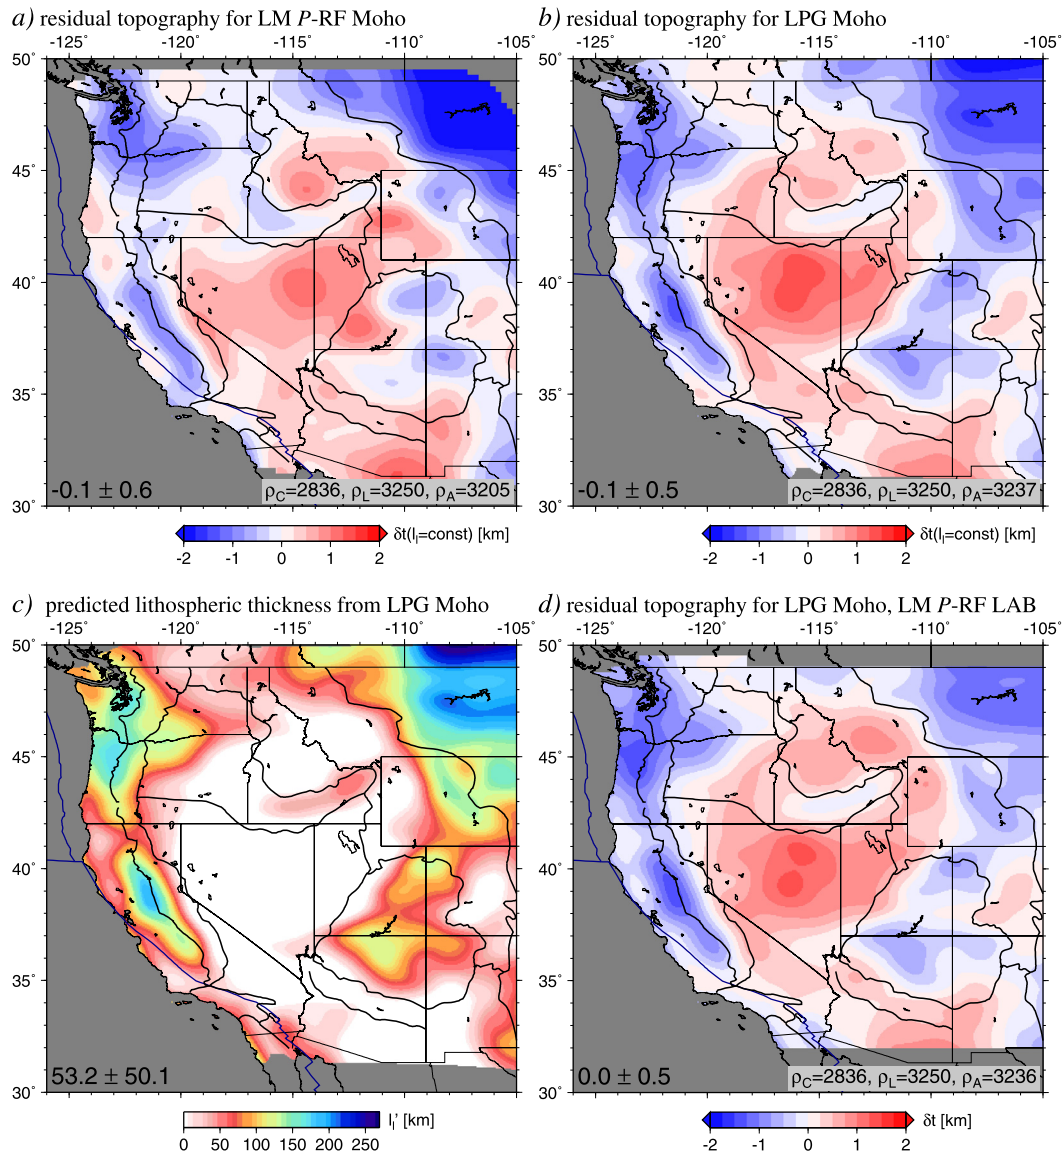 a) residual topography for LM P-RF Moho
-125 -120 -115 -110 -105
50°
45°
40°
35°
30°
-0.1 ± 0.6
ρC=2836, ρL=3250, ρA=3205
-2 -1 0 1 2
δt(ll=const) [km]
b) residual topography for LPG Moho
-125 -120 -115 -110 -105
50°
45°
40°
35°
30°
-0.1 ± 0.5
ρC=2836, ρL=3250, ρA=3237
-2 -1 0 1 2
δt(ll=const) [km]
c) predicted lithospheric thickness from LPG Moho
-125 -120 -115 -110 -105
50°
45°
40°
35°
30°
53.2 ± 50.1
0 50 100 150 200 250
ll' [km]
d) residual topography for LPG Moho, LM P-RF LAB
-125 -120 -115 -110 -105
50°
45°
40°
35°
30°
0.0 ± 0.5
ρC=2836, ρL=3250, ρA=3236
-2 -1 0 1 2
δt [km]